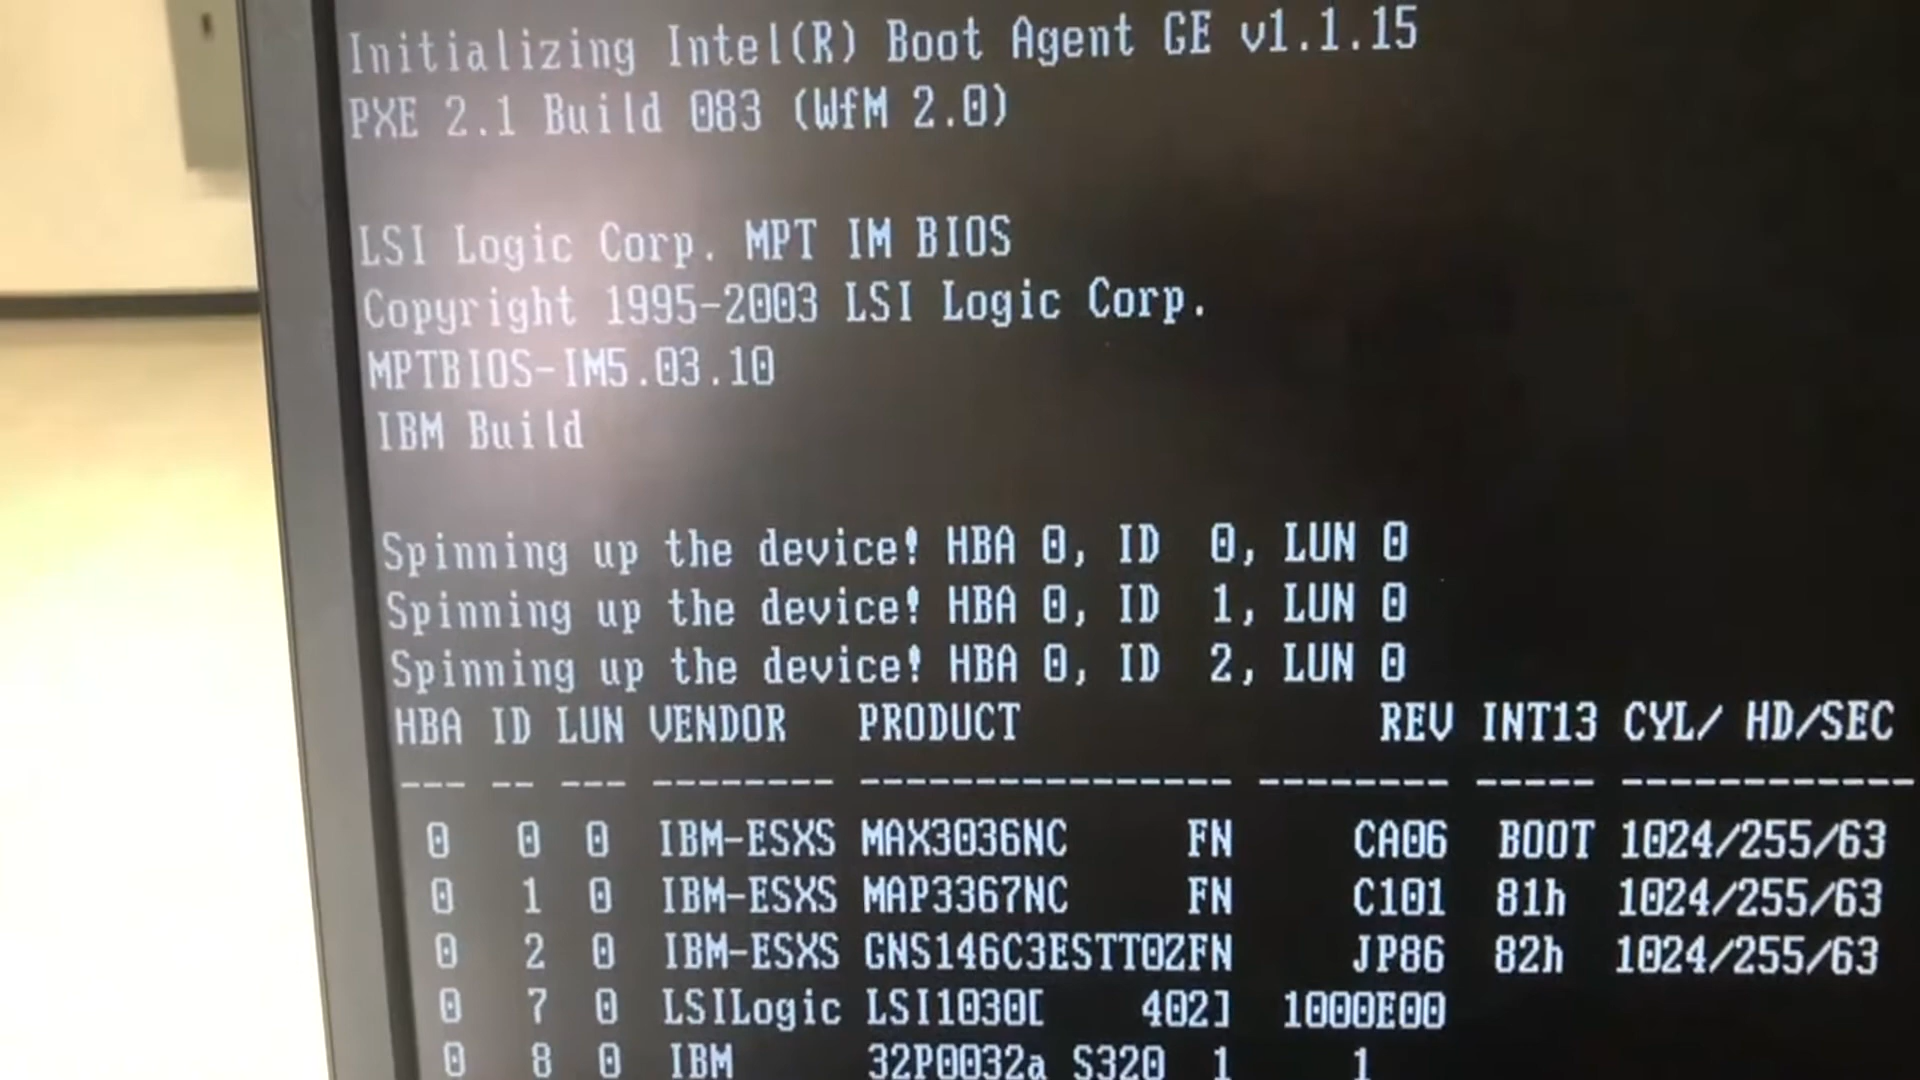 Initializing Intel(R) Boot Agent GE v1.1.15
PXE 2.1 Build 083 (WfM 2.0)
LSI Logic Corp. MPT IM BIOS
Copyright 1995-2003 LSI Logic Corp.
MPTBIOS-IM5.03.10
IBM Build
Spinning up the device! HBA 0, ID  0, LUN 0
Spinning up the device! HBA 0, ID  1, LUN 0
Spinning up the device! HBA 0, ID  2, LUN 0
HBA ID LUN VENDOR PRODUCT REV INT13 CYL/ HD/SEC
--- -- --- -------- ---------------- -------- ----- ------------
0 0 0 IBM-ESXS MAX3036NC FN CA06 BOOT 1024/255/63
0 1 0 IBM-ESXS MAP3367NC FN C101 81h 1024/255/63
0 2 0 IBM-ESXS GNS146C3ESTT0ZFN JP86 82h 1024/255/63
0 7 0 LSILogic LSI1030[ 402] 1000E00
0 8 0 IBM 32P0032a S320 1 1